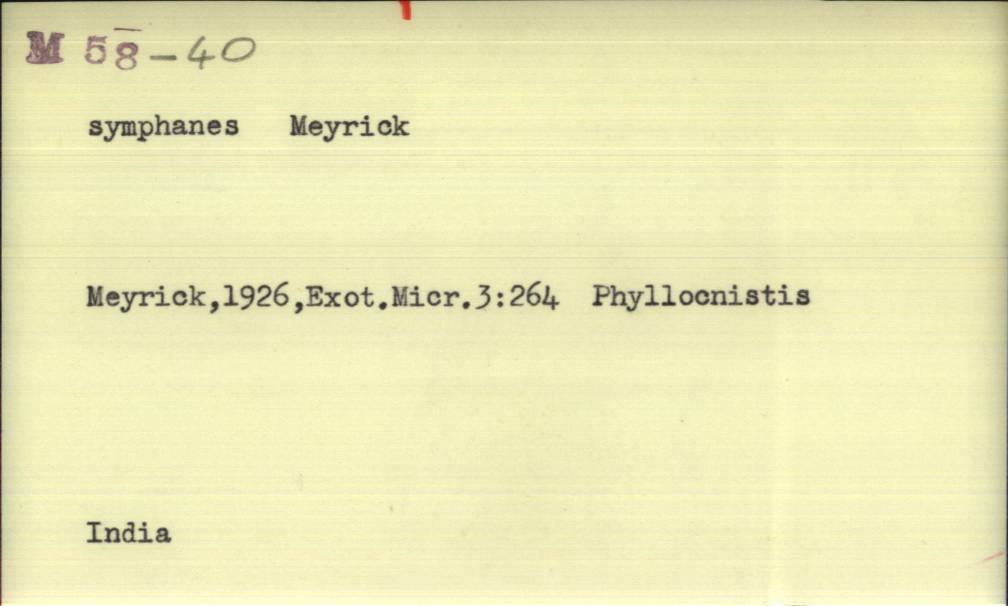 M 58-40
symphanes Meyrick
Meyrick,1926,Exot.Micr.3:264 Phyllocnistis
India